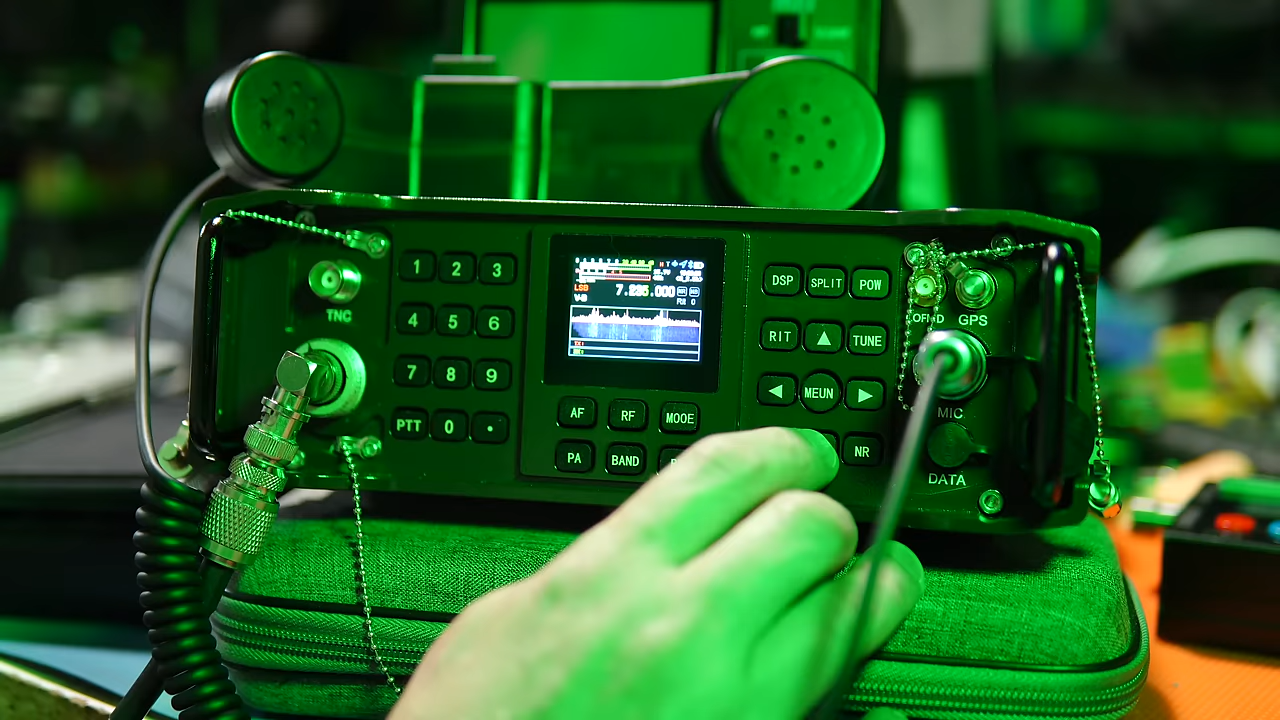 TNC
1 2 3
4 5 6
7 8 9
PTT 0 •
LSB
7.235.000
AF RF MOOE
PA BAND
DSP SPLIT POW
RIT ▲ TUNE
◀ MEUN ▶
NR
GPS
MIC
DATA